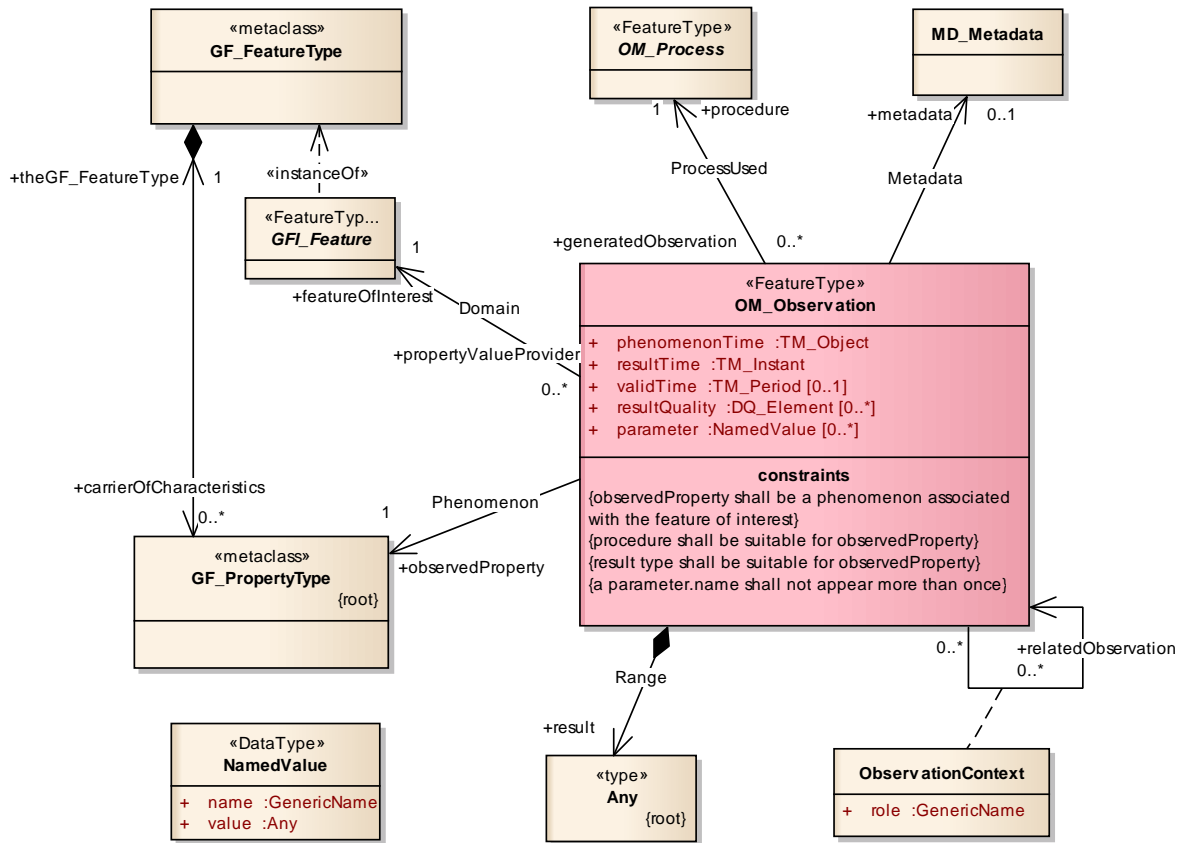 «metaclass»
GF_FeatureType
«FeatureType»
OM_Process
MD_Metadata
1
+procedure
+metadata
0..1
+theGF_FeatureType
1
«instanceOf»
ProcessUsed
Metadata
«FeatureTyp...
GFI_Feature
1
+generatedObservation
0..*
+featureOfInterest
Domain
+propertyValueProvider
0..*
«FeatureType»
OM_Observation
+ phenomenonTime :TM_Object
+ resultTime :TM_Instant
+ validTime :TM_Period [0..1]
+ resultQuality :DQ_Element [0..*]
+ parameter :NamedValue [0..*]
constraints
{observedProperty shall be a phenomenon associated
with the feature of interest}
{procedure shall be suitable for observedProperty}
{result type shall be suitable for observedProperty}
{a parameter.name shall not appear more than once}
+carrierOfCharacteristics
0..*
Phenomenon
1
+observedProperty
«metaclass»
GF_PropertyType
{root}
0..*
+relatedObservation
0..*
Range
+result
«DataType»
NamedValue
+ name :GenericName
+ value :Any
«type»
Any
{root}
ObservationContext
+ role :GenericName